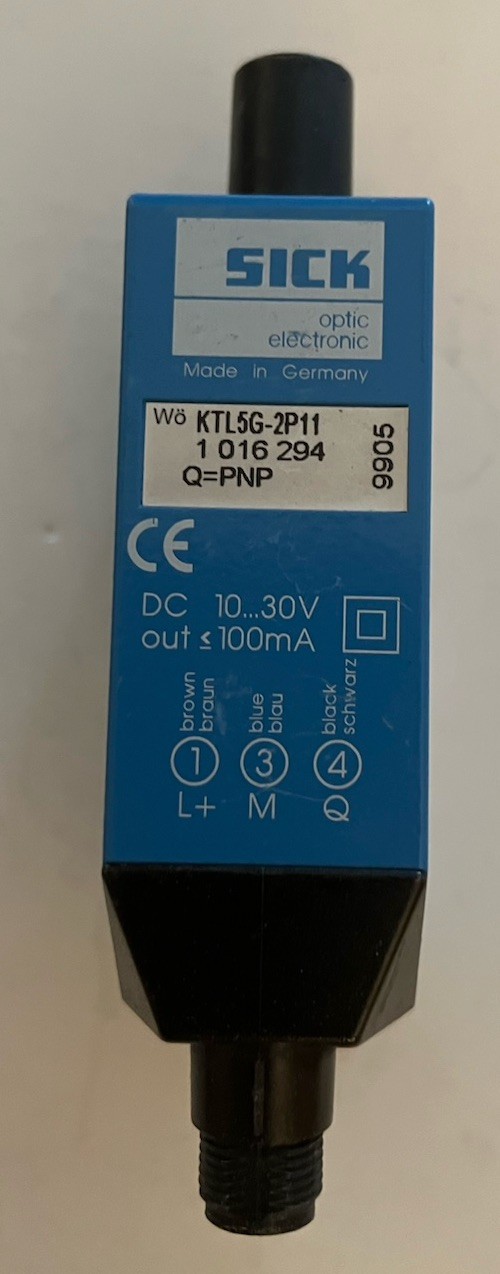 SICK
optic
electronic
Made in Germany
Wö KTL5G-2P11
1 016 294
Q=PNP
9905
CE
DC 10...30V
out ≤ 100mA
brown
braun
blue
blau
black
schwarz
1 3 4
L+ M Q